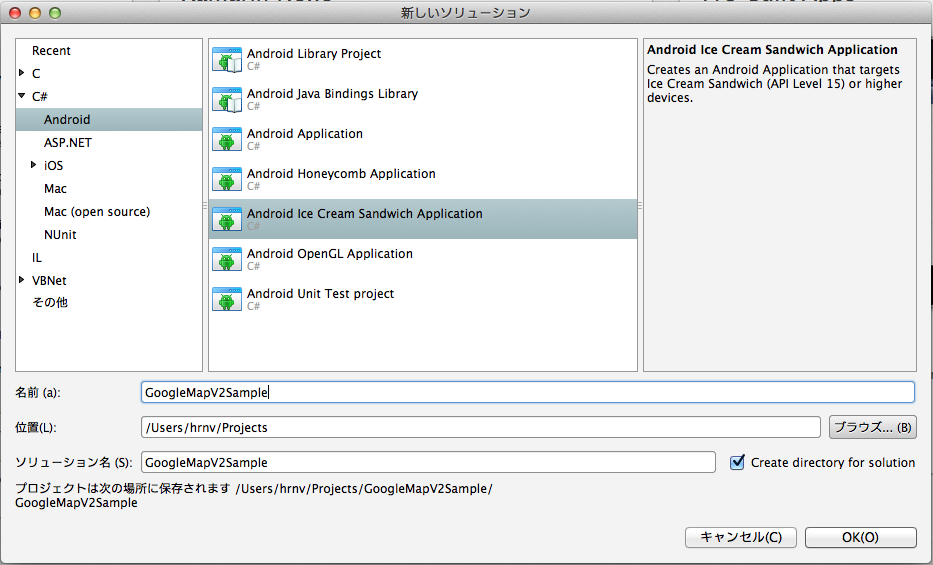 新しいソリューション
Recent
C
C#
Android
ASP.NET
iOS
Mac
Mac (open source)
NUnit
IL
VBNet
その他
Android Library Project
C#
Android Java Bindings Library
C#
Android Application
C#
Android Honeycomb Application
C#
Android Ice Cream Sandwich Application
C#
Android OpenGL Application
C#
Android Unit Test project
C#
Android Ice Cream Sandwich Application
Creates an Android Application that targets
Ice Cream Sandwich (API Level 15) or higher
devices.
名前 (a):
GoogleMapV2Sample
位置(L):
/Users/hrnv/Projects
ブラウズ... (B)
ソリューション名 (S):
GoogleMapV2Sample
Create directory for solution
プロジェクトは次の場所に保存されます /Users/hrnv/Projects/GoogleMapV2Sample/
GoogleMapV2Sample
キャンセル(C)
OK(O)